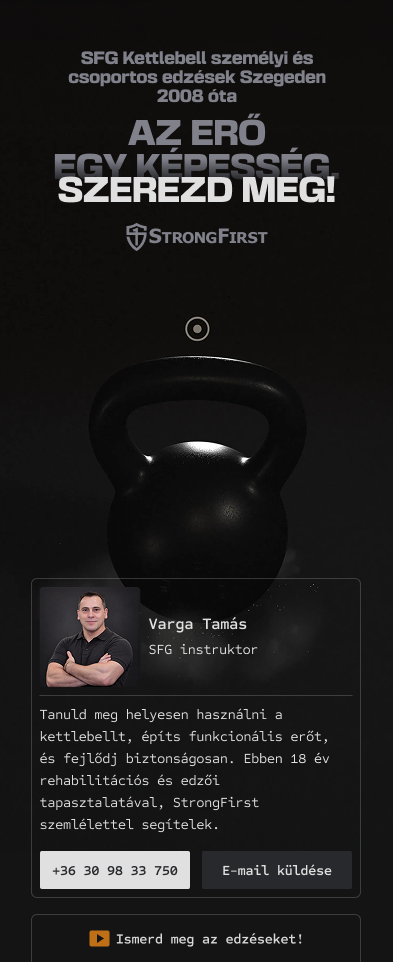 SFG Kettlebell személyi és
csoportos edzések Szegeden
2008 óta
AZ ERŐ
EGY KÉPESSÉG.
SZEREZD MEG!
STRONGFIRST
Varga Tamás
SFG instruktor
Tanuld meg helyesen használni a
kettlebellt, építs funkcionális erőt,
és fejlődj biztonságosan. Ebben 18 év
rehabilitációs és edzői
tapasztalatával, StrongFirst
szemlélettel segítelek.
+36 30 98 33 750
E-mail küldése
Ismerd meg az edzéseket!